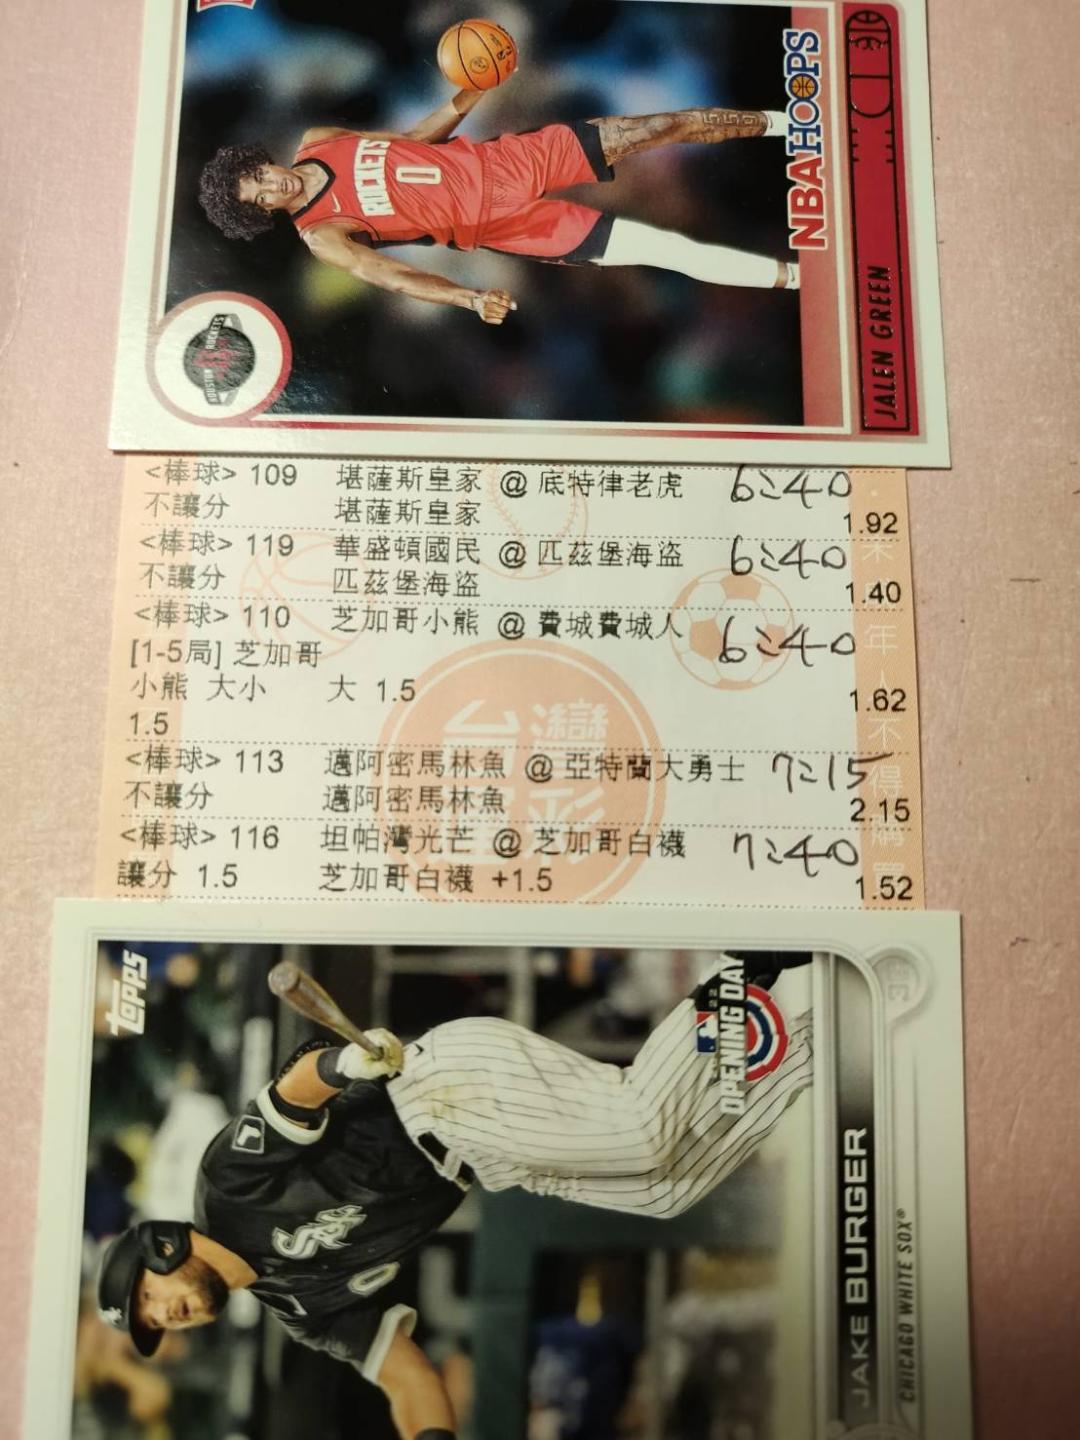 ROCKETS
0
NBA HOOPS
JALEN GREEN
HOUSTON ROCKETS
<棒球> 109 堪薩斯皇家 @ 底特律老虎 6:40
不讓分 堪薩斯皇家 1.92
<棒球> 119 華盛頓國民 @ 匹茲堡海盜 6:40
不讓分 匹茲堡海盜 1.40
<棒球> 110 芝加哥小熊 @ 費城費城人 6:40
[1-5局] 芝加哥
小熊 大小 大 1.5 1.62
1.5
<棒球> 113 邁阿密馬林魚 @ 亞特蘭大勇士 7:15
不讓分 邁阿密馬林魚 2.15
<棒球> 116 坦帕灣光芒 @ 芝加哥白襪 7:40
讓分 1.5 芝加哥白襪 +1.5 1.52
台灣
運彩
topps
22
OPENING DAY
Sox
JAKE BURGER
CHICAGO WHITE SOX®